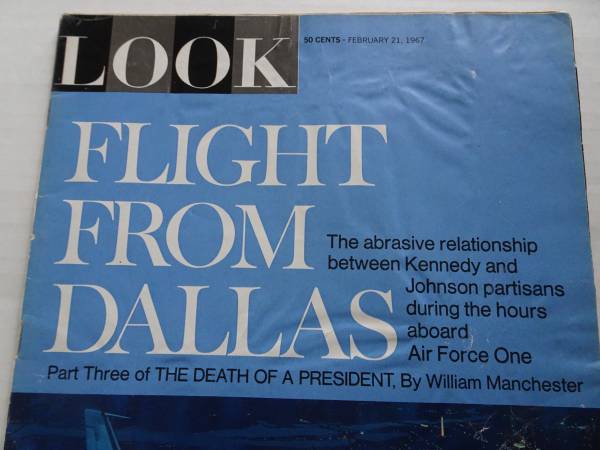 LOOK
50 CENTS - FEBRUARY 21, 1967
FLIGHT
FROM
DALLAS
The abrasive relationship
between Kennedy and
Johnson partisans
during the hours
aboard
Air Force One
Part Three of THE DEATH OF A PRESIDENT, By William Manchester